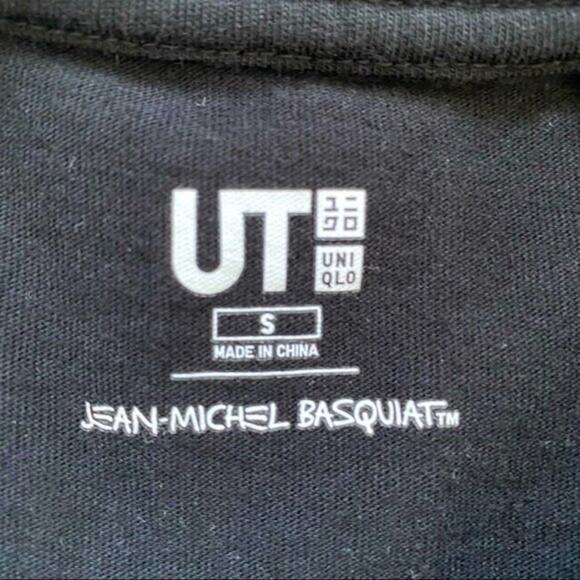 UT ユニ
クロ
UNI
QLO
S
MADE IN CHINA
JEAN-MICHEL BASQUIAT™